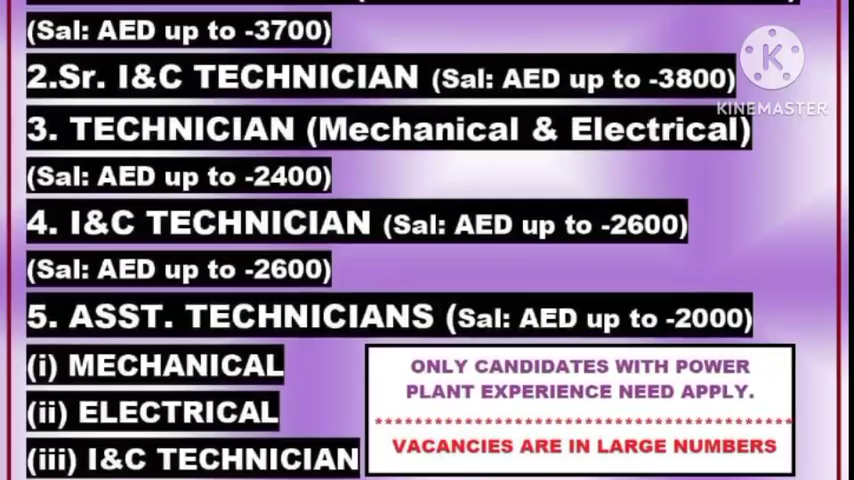 (Sal: AED up to -3700)
2.Sr. I&C TECHNICIAN (Sal: AED up to -3800)
K
KINEMASTER
3. TECHNICIAN (Mechanical & Electrical)
(Sal: AED up to -2400)
4. I&C TECHNICIAN (Sal: AED up to -2600)
(Sal: AED up to -2600)
5. ASST. TECHNICIANS (Sal: AED up to -2000)
(i) MECHANICAL
(ii) ELECTRICAL
(iii) I&C TECHNICIAN
ONLY CANDIDATES WITH POWER
PLANT EXPERIENCE NEED APPLY.
******************************************
VACANCIES ARE IN LARGE NUMBERS